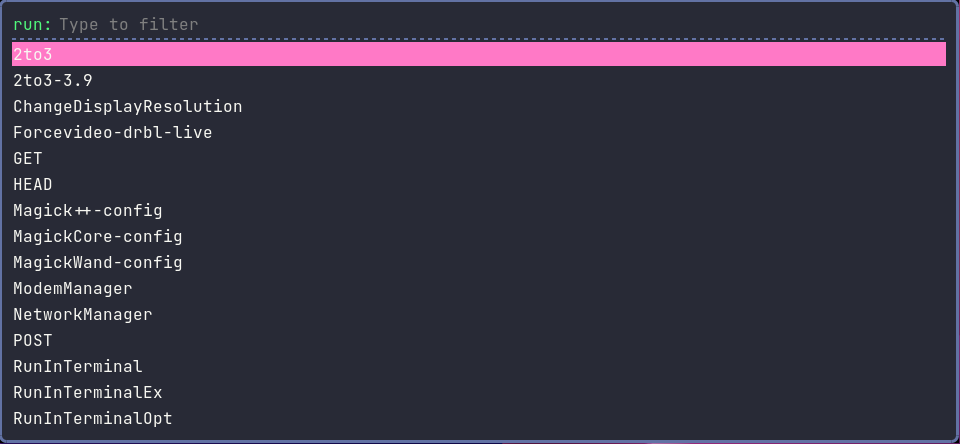 run: Type to filter
2to3
2to3-3.9
ChangeDisplayResolution
Forcevideo-drbl-live
GET
HEAD
Magick++-config
MagickCore-config
MagickWand-config
ModemManager
NetworkManager
POST
RunInTerminal
RunInTerminalEx
RunInTerminalOpt